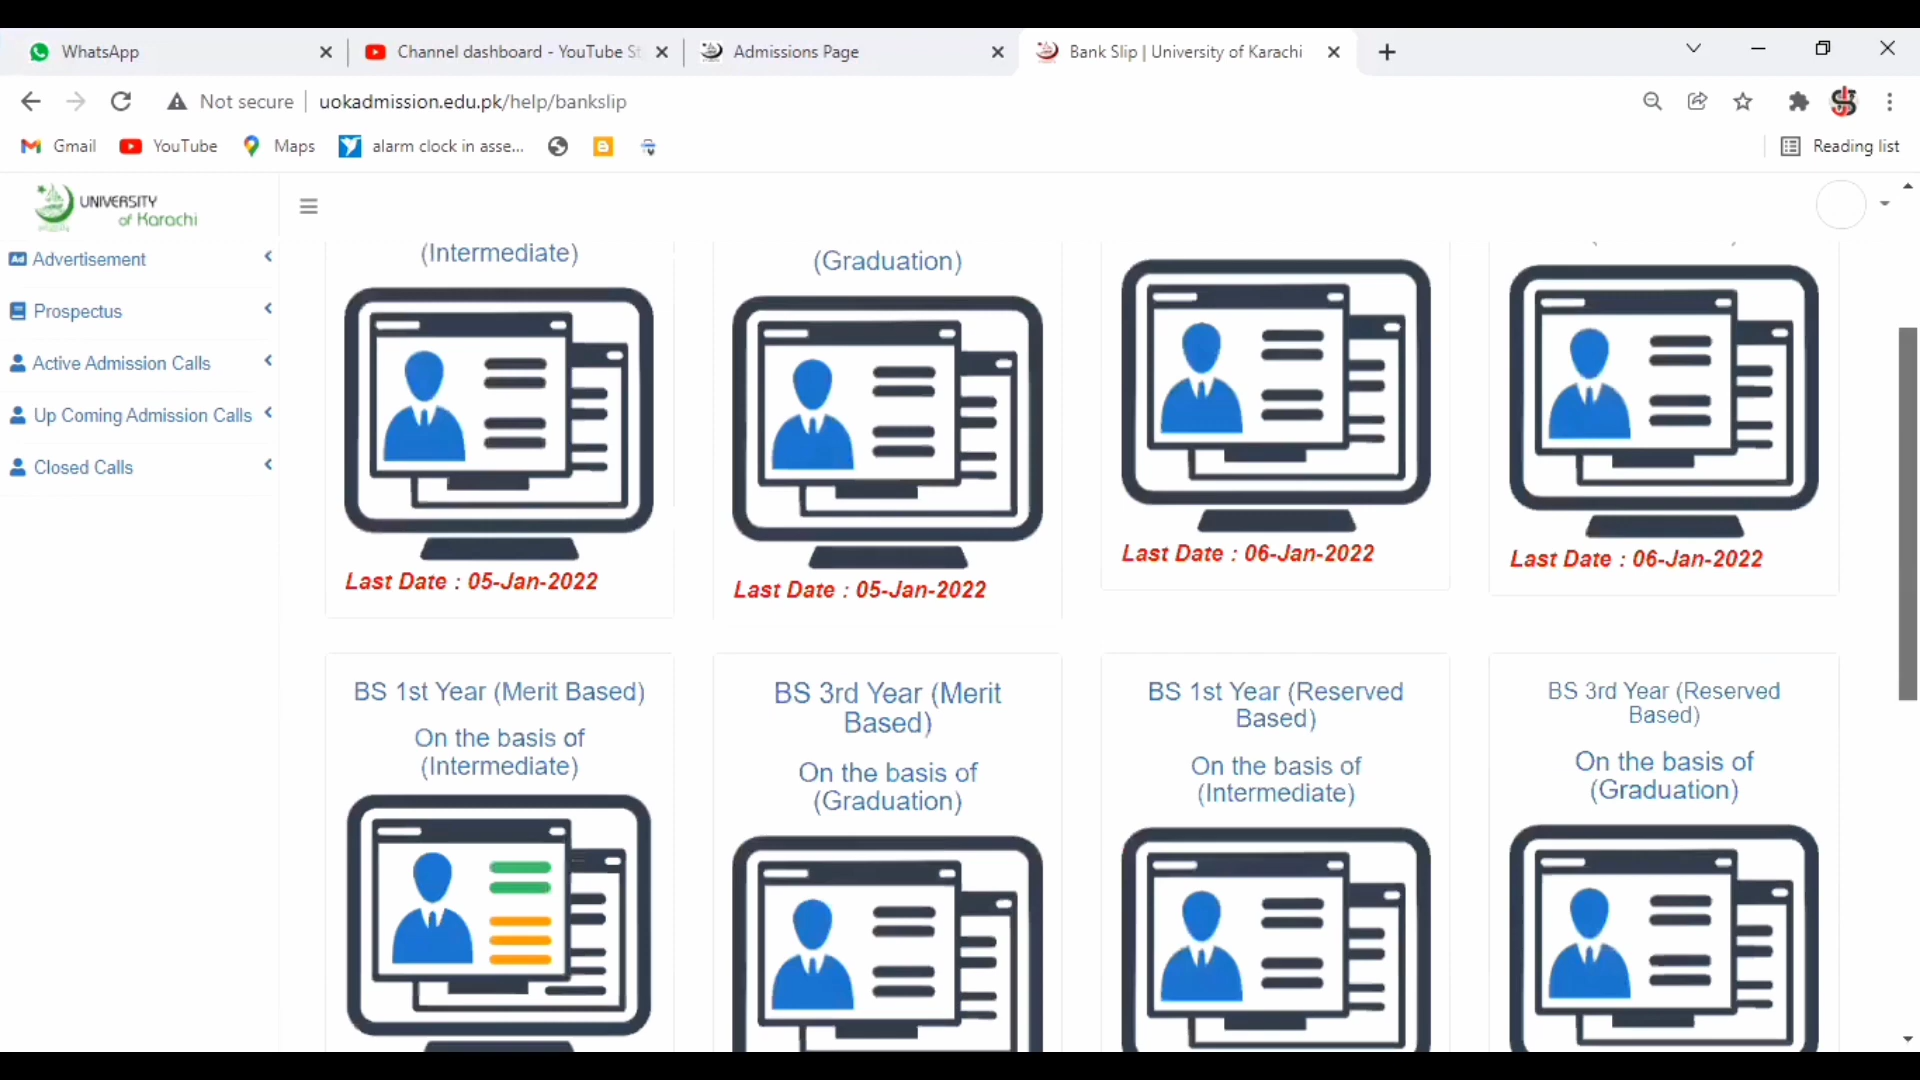 WhatsApp
Channel dashboard - YouTube St
Admissions Page
Bank Slip | University of Karachi
Not secure
uokadmission.edu.pk/help/bankslip
Gmail
YouTube
Maps
alarm clock in asse...
Reading list
UNIVERSITY
of Karachi
Ad Advertisement
Prospectus
Active Admission Calls
Up Coming Admission Calls
Closed Calls
(Intermediate)
(Graduation)
Last Date : 05-Jan-2022
Last Date : 05-Jan-2022
Last Date : 06-Jan-2022
Last Date : 06-Jan-2022
BS 1st Year (Merit Based)
On the basis of
(Intermediate)
BS 3rd Year (Merit
Based)
On the basis of
(Graduation)
BS 1st Year (Reserved
Based)
On the basis of
(Intermediate)
BS 3rd Year (Reserved
Based)
On the basis of
(Graduation)